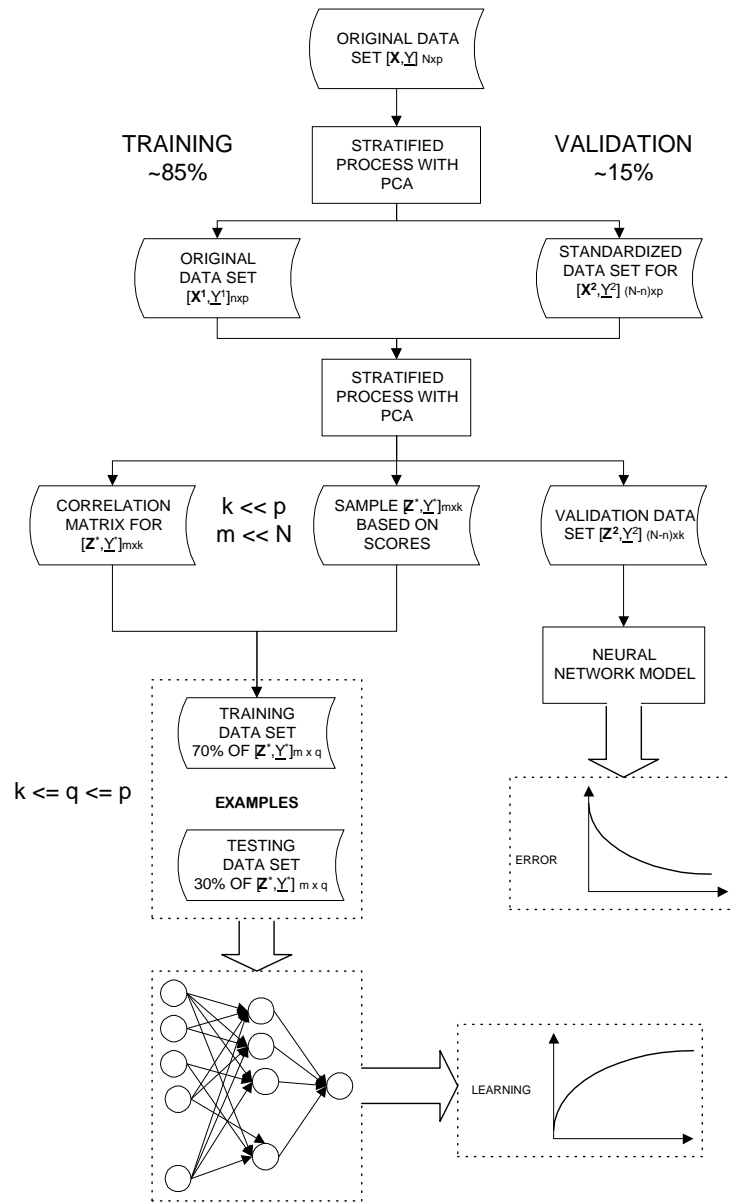 ORIGINAL DATA
SET [X,Y] Nxp
TRAINING
~85%
STRATIFIED
PROCESS WITH
PCA
VALIDATION
~15%
ORIGINAL
DATA SET
[X¹,Y¹]nxp
STANDARDIZED
DATA SET FOR
[X²,Y²] (N-n)xp
STRATIFIED
PROCESS WITH
PCA
CORRELATION
MATRIX FOR
[Z*,Y*]mxk
k << p
m << N
SAMPLE [Z*,Y*]mxk
BASED ON
SCORES
VALIDATION DATA
SET [Z²,Y²] (N-n)xk
NEURAL
NETWORK MODEL
TRAINING
DATA SET
70% OF [Z*,Y*]m x q
k <= q <= p
EXAMPLES
TESTING
DATA SET
30% OF [Z*,Y*] m x q
ERROR
LEARNING